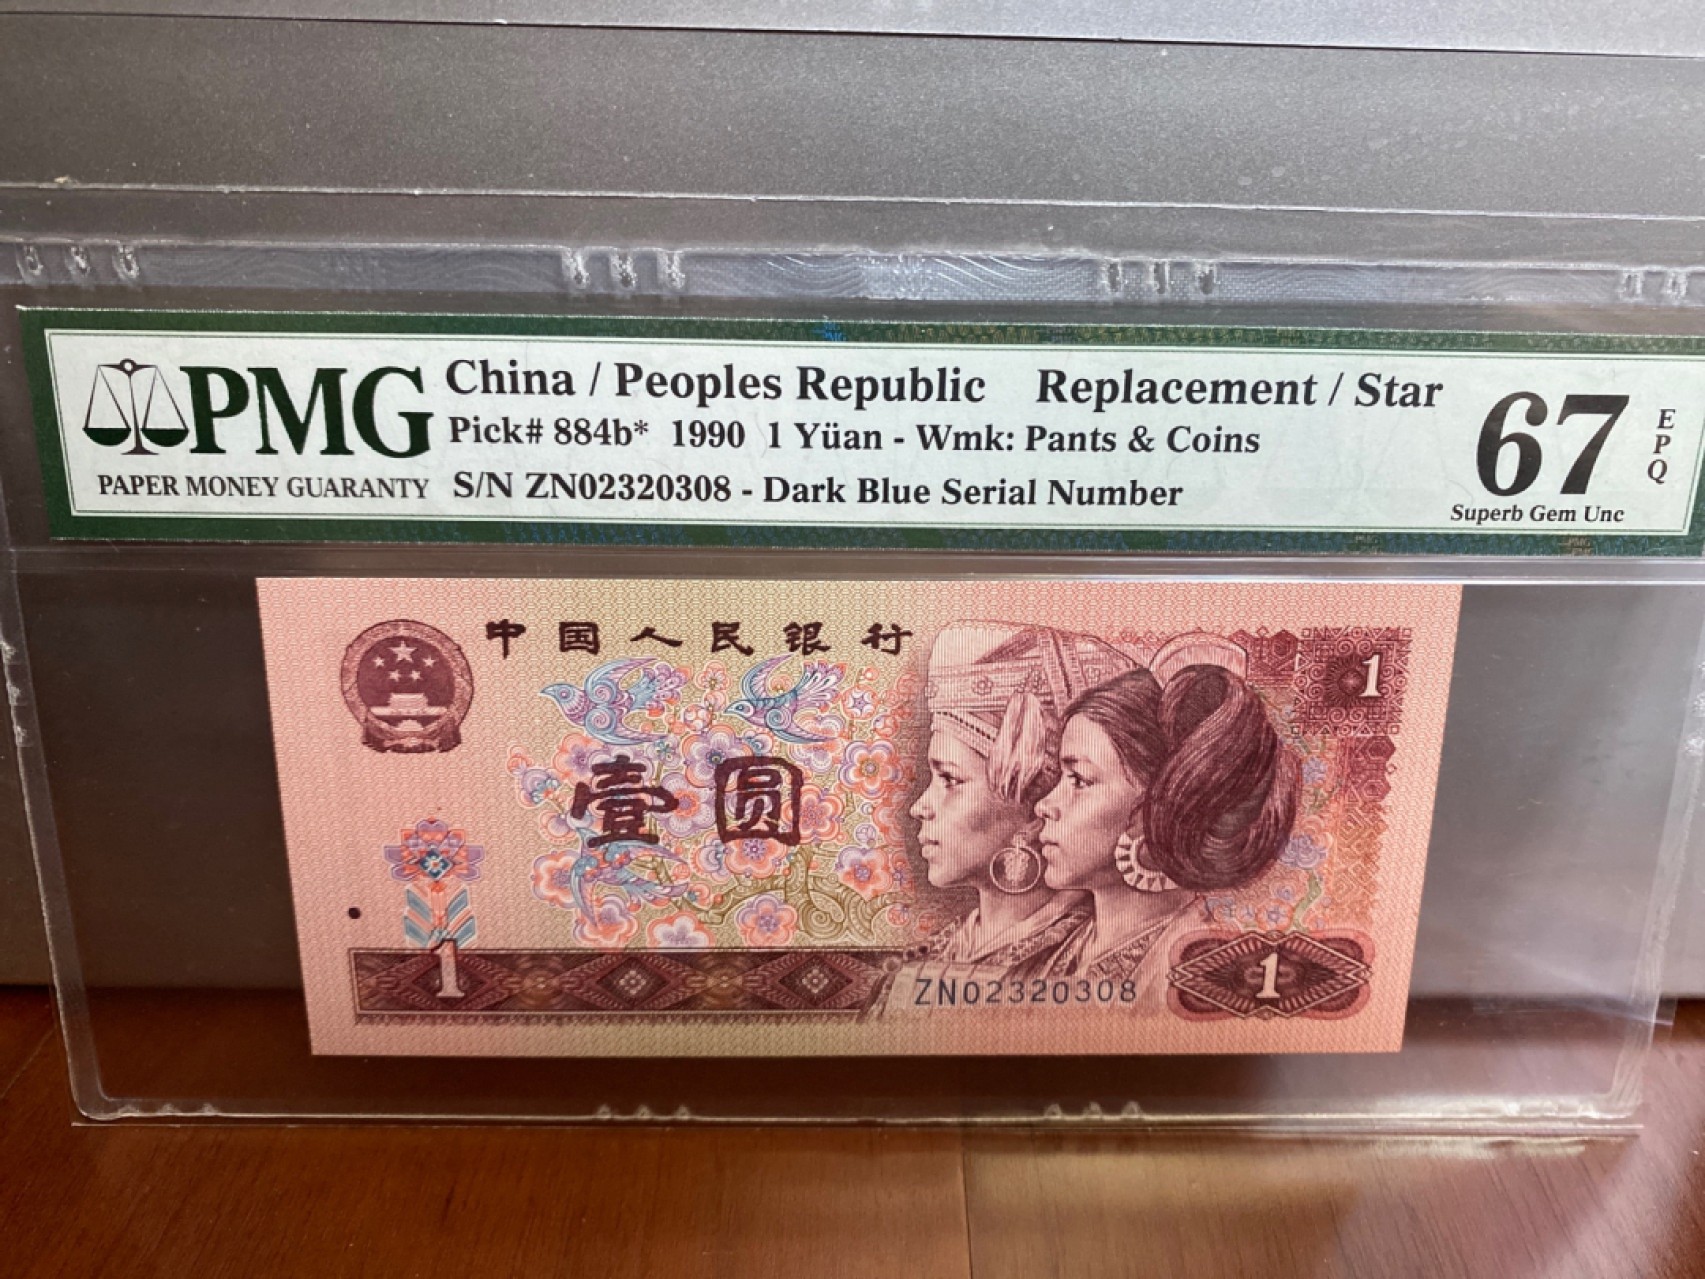 PMG
PAPER MONEY GUARANTY
China / Peoples Republic Replacement / Star
Pick# 884b* 1990 1 Yüan - Wmk: Pants & Coins
S/N ZN02320308 - Dark Blue Serial Number
67
EPQ
Superb Gem Unc
中国人民银行
1
壹圆
1
ZN02320308
1